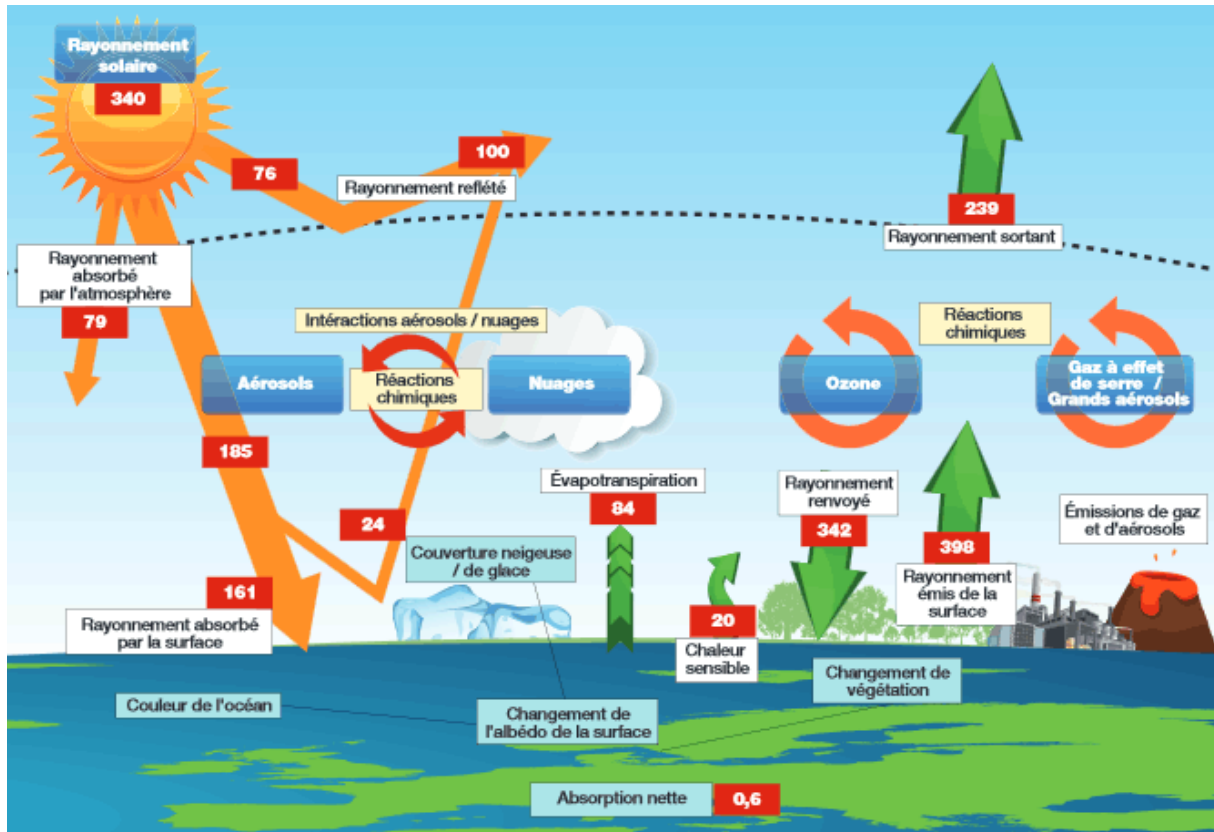 Rayonnement
solaire
340
76
100
Rayonnement reflété
239
Rayonnement sortant
Rayonnement
absorbé
par l'atmosphère
79
Intéractions aérosols / nuages
Réactions
chimiques
Aérosols
Réactions
chimiques
Nuages
Ozone
Gaz à effet
de serre /
Grands aérosols
185
Évapotranspiration
84
Rayonnement
renvoyé
342
Émissions de gaz
et d'aérosols
24
398
Couverture neigeuse
/ de glace
Rayonnement
émis de la
surface
161
Rayonnement absorbé
par la surface
20
Chaleur
sensible
Changement de
végétation
Couleur de l'océan
Changement de
l'albédo de la surface
Absorption nette
0,6